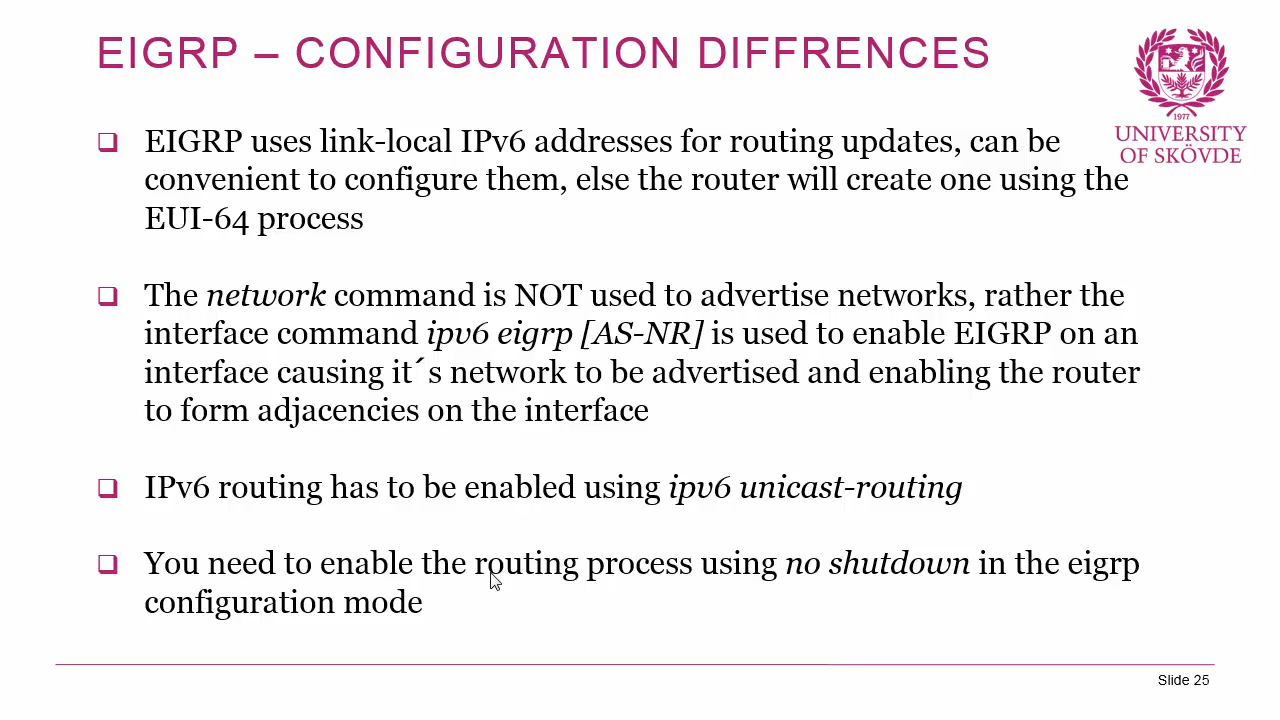 EIGRP – CONFIGURATION DIFFRENCES
1977
UNIVERSITY
OF SKÖVDE
❑ EIGRP uses link-local IPv6 addresses for routing updates, can be
convenient to configure them, else the router will create one using the
EUI-64 process
❑ The network command is NOT used to advertise networks, rather the
interface command ipv6 eigrp [AS-NR] is used to enable EIGRP on an
interface causing it´s network to be advertised and enabling the router
to form adjacencies on the interface
❑ IPv6 routing has to be enabled using ipv6 unicast-routing
❑ You need to enable the routing process using no shutdown in the eigrp
configuration mode
Slide 25